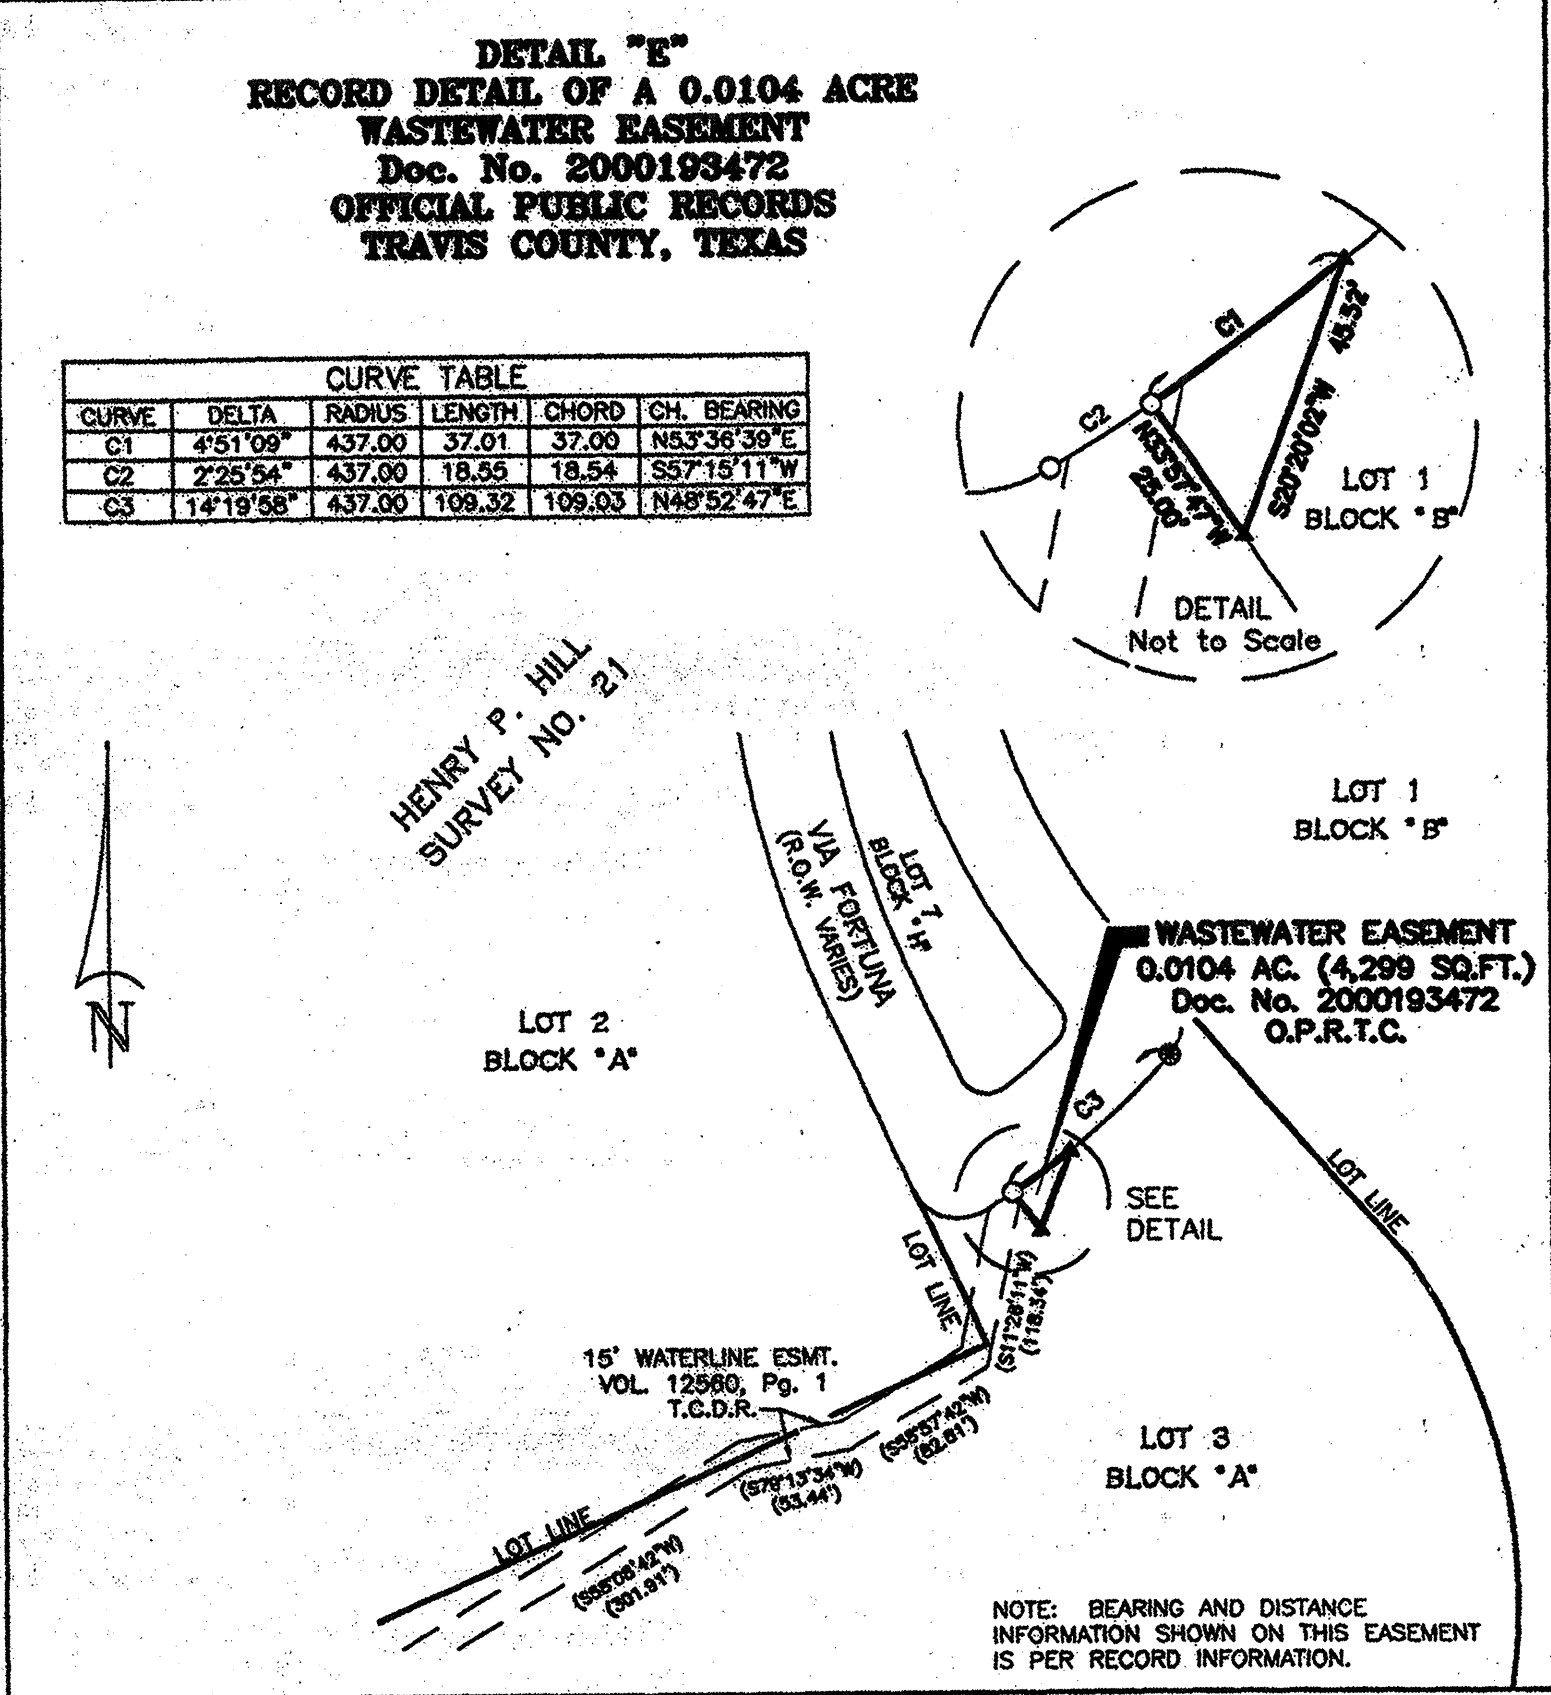 DETAIL "E"
RECORD DETAIL OF A 0.0104 ACRE
WASTEWATER EASEMENT
Doc. No. 2000193472
OFFICIAL PUBLIC RECORDS
TRAVIS COUNTY, TEXAS
CURVE TABLE
CURVE DELTA RADIUS LENGTH CHORD CH. BEARING
C1 4°51'09" 437.00 37.01 37.00 N53°36'39"E
C2 2°25'54" 437.00 18.55 18.54 S57°15'11"W
C3 14°19'58" 437.00 109.32 109.03 N48°52'47"E
C1
45.52'
S20°20'02"W
C2
N33°57'47"W
25.00'
LOT 1
BLOCK "B"
DETAIL
Not to Scale
HENRY P. HILL
SURVEY NO. 21
LOT 1
BLOCK "B"
VIA FORTUNA
(R.O.W. VARIES)
LOT 7
BLOCK "H"
WASTEWATER EASEMENT
0.0104 AC. (4,299 SQ.FT.)
Doc. No. 2000193472
O.P.R.T.C.
N
LOT 2
BLOCK "A"
C3
SEE
DETAIL
LOT LINE
LOT LINE
(S11°28'11"W)
(118.34')
15' WATERLINE ESMT.
VOL. 12560, Pg. 1
T.C.D.R.
(82.81')
(S79°13'34"W)
(53.44')
LOT LINE
(301.91')
LOT 3
BLOCK "A"
NOTE: BEARING AND DISTANCE
INFORMATION SHOWN ON THIS EASEMENT
IS PER RECORD INFORMATION.